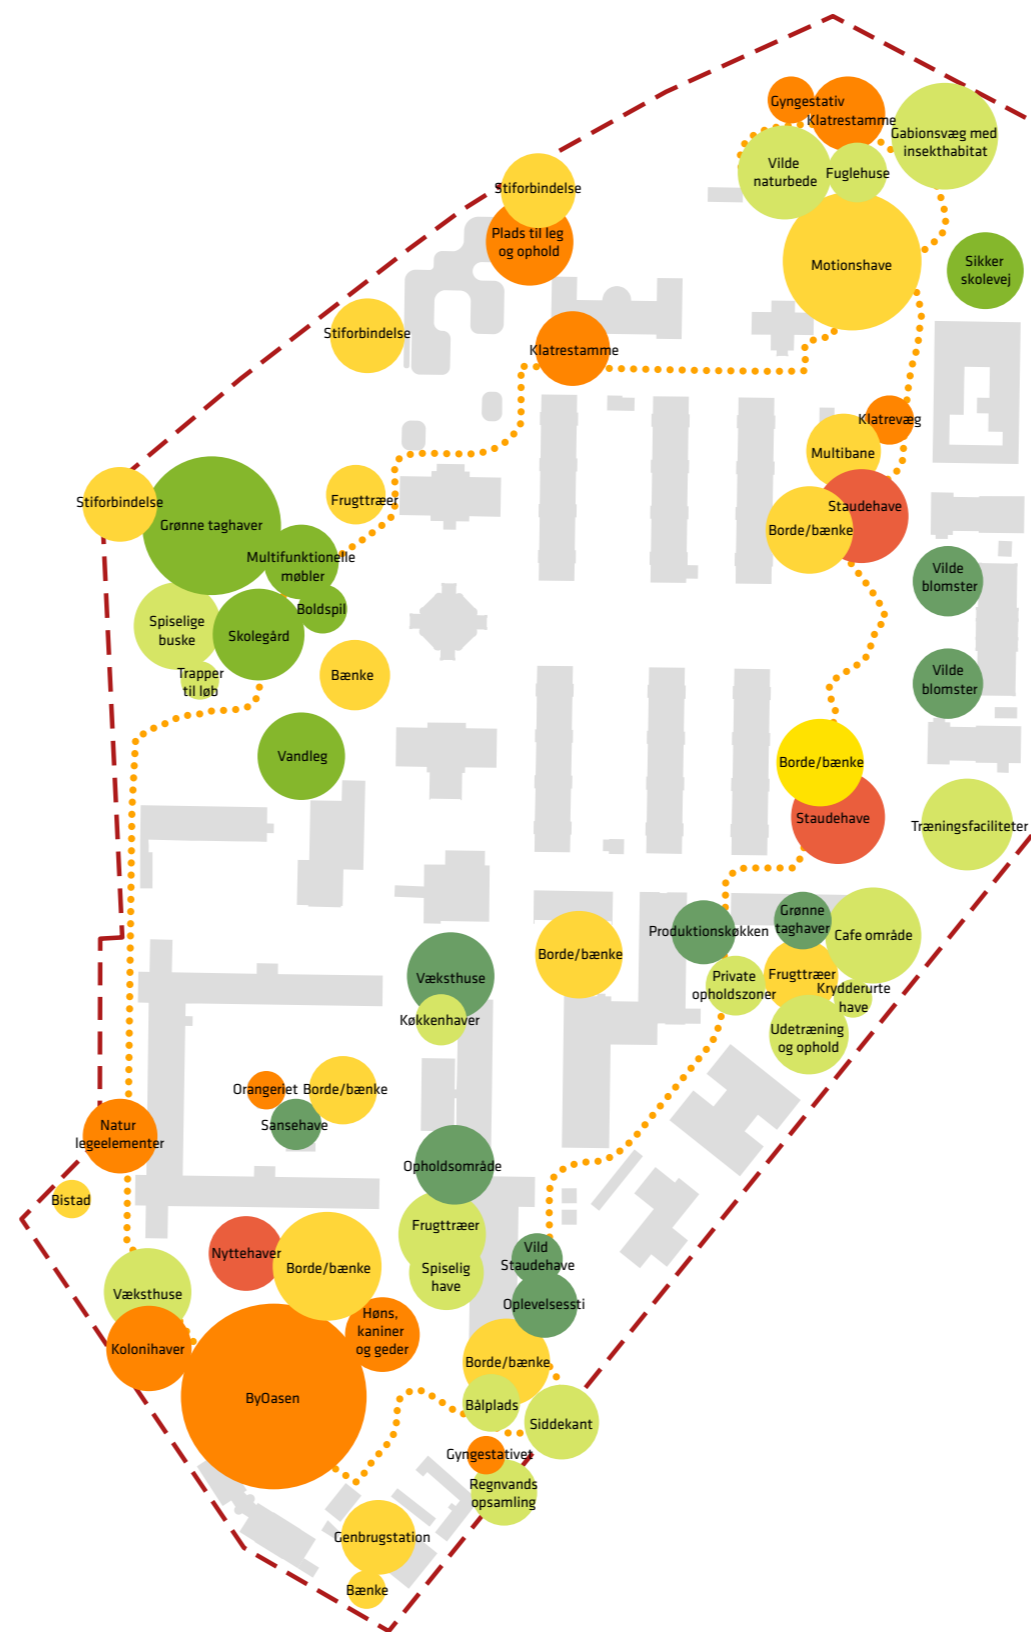 Gyngestativ
Klatrestamme
Gabionsvæg med
insekthabitat
Vilde
naturbede
Fuglehuse
Stiforbindelse
Plads til leg
og ophold
Motionshave
Sikker
skolevej
Stiforbindelse
Klatrestamme
Klatrevæg
Multibane
Stiforbindelse
Grønne taghaver
Frugttræer
Staudehave
Borde/bænke
Multifunktionelle
møbler
Vilde
blomster
Boldspil
Spiselige
buske
Skolegård
Trapper
til løb
Bænke
Vilde
blomster
Vandleg
Borde/bænke
Staudehave
Træningsfaciliteter
Produktionskøkken
Grønne
taghaver
Cafe område
Borde/bænke
Væksthuse
Private
opholdszoner
Frugttræer
Krydderurte
have
Køkkenhaver
Udetræning
og ophold
Orangeriet
Borde/bænke
Sansehave
Natur
legeelementer
Opholdsområde
Bistad
Frugttræer
Nyttehaver
Borde/bænke
Spiselig
have
Vild
Staudehave
Væksthuse
Oplevelsessti
Høns,
kaniner
og geder
Kolonihaver
Borde/bænke
ByOasen
Bålplads
Siddekant
Gyngestativet
Regnvands
opsamling
Genbrugstation
Bænke